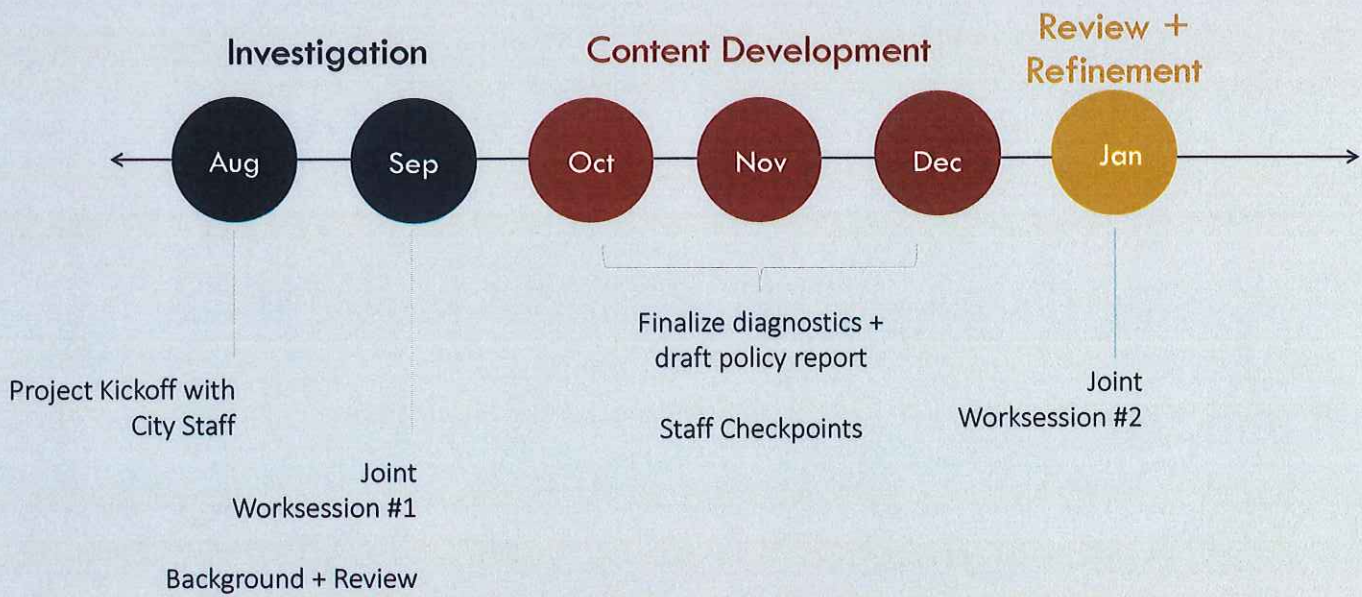 Investigation
Content Development
Review +
Refinement
Aug
Sep
Oct
Nov
Dec
Jan
Project Kickoff with
City Staff
Joint
Worksession #1
Background + Review
Finalize diagnostics +
draft policy report
Staff Checkpoints
Joint
Worksession #2